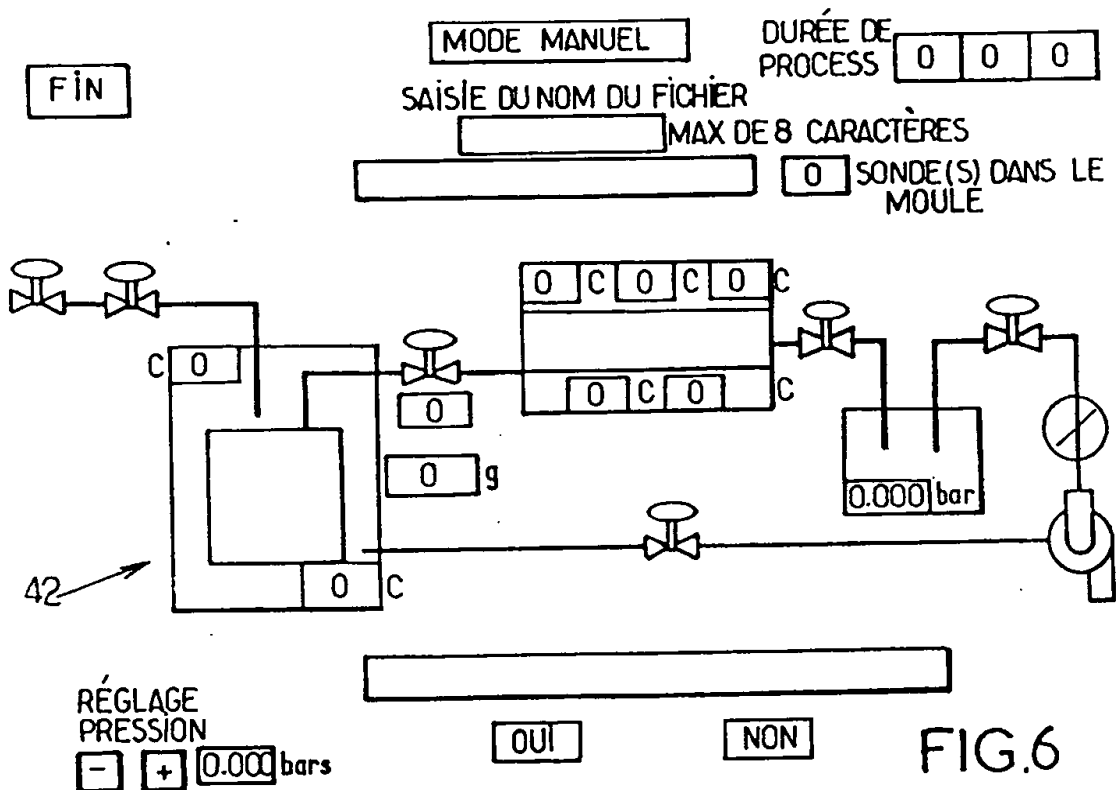 MODE MANUEL
DURÉE DE
PROCESS 0 0 0
FIN
SAISIE DU NOM DU FICHIER
MAX DE 8 CARACTÈRES
0 SONDE(S) DANS LE
MOULE
0 C 0 C 0 C
C 0
0 C 0 C
0
0 g
0.000 bar
0 C
42
RÉGLAGE
PRESSION
- + 0.000 bars
OUI NON
FIG.6